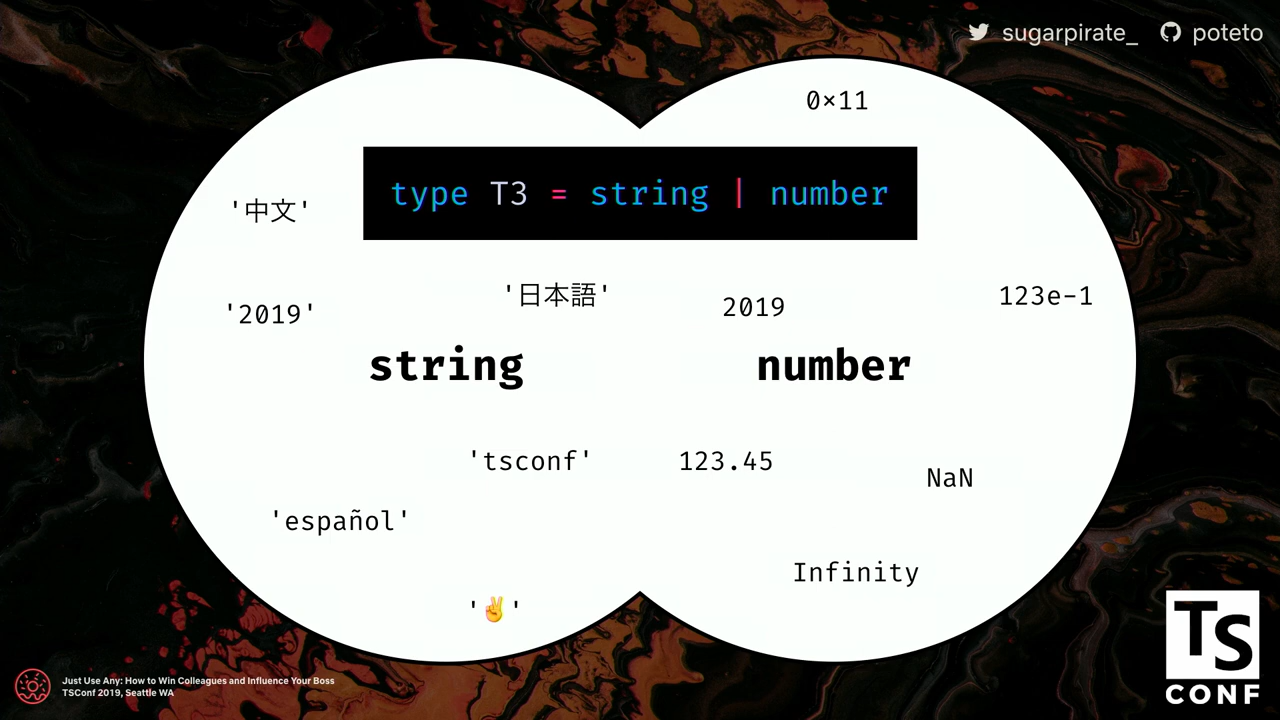 sugarpirate_ poteto
0×11
type T3 = string | number
'中文'
'日本語'
'2019'
2019
123e-1
string
number
'tsconf'
123.45
NaN
'español'
Infinity
'✌️'
Just Use Any: How to Win Colleagues and Influence Your Boss
TSConf 2019, Seattle WA
TS
CONF